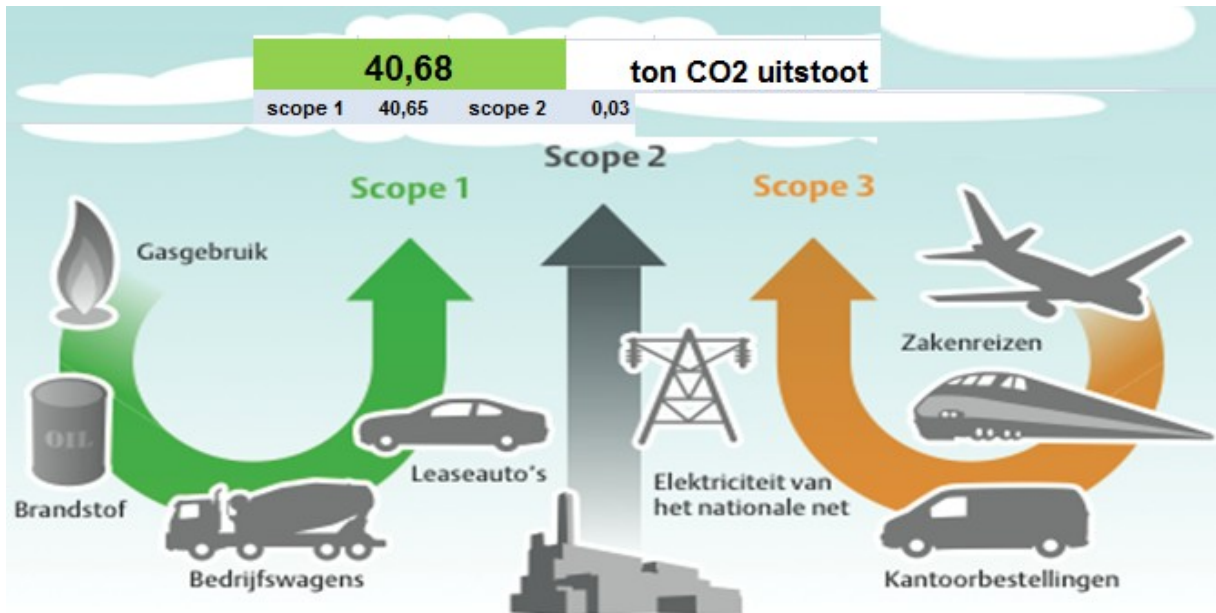 40,68 ton CO2 uitstoot
scope 1 40,65 scope 2 0,03
Scope 2
Scope 1
Scope 3
Gasgebruik
Zakenreizen
OIL
Leaseauto's
Elektriciteit van
het nationale net
Brandstof
Bedrijfswagens
Kantoorbestellingen